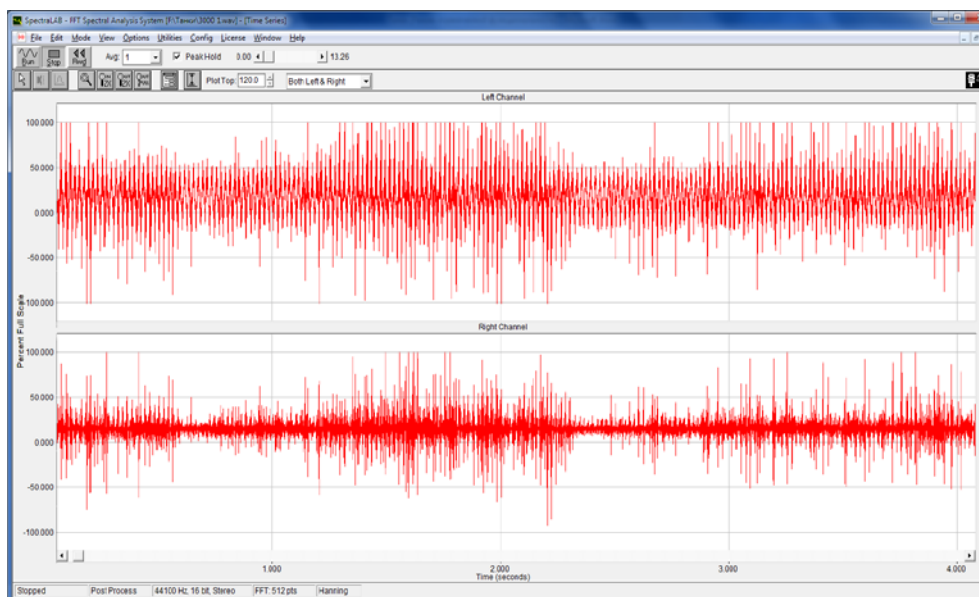 SpectraLAB - FFT Spectral Analysis System [F:\Танюі\3000 1.wav] - [Time Series]
File Edit Mode View Options Utilities Config License Window Help
Run Stop Rwd Avg: 1 Peak Hold 0.00 13.26
Plot Top: 120.0 Both Left & Right
Left Channel
100.000
50.000
0.000
-50.000
-100.000
Percent Full Scale
Right Channel
100.000
50.000
0.000
-50.000
-100.000
1.000 2.000 3.000 4.000
Time (seconds)
Stopped Post Process 44100 Hz, 16 bit, Stereo FFT: 512 pts Hanning